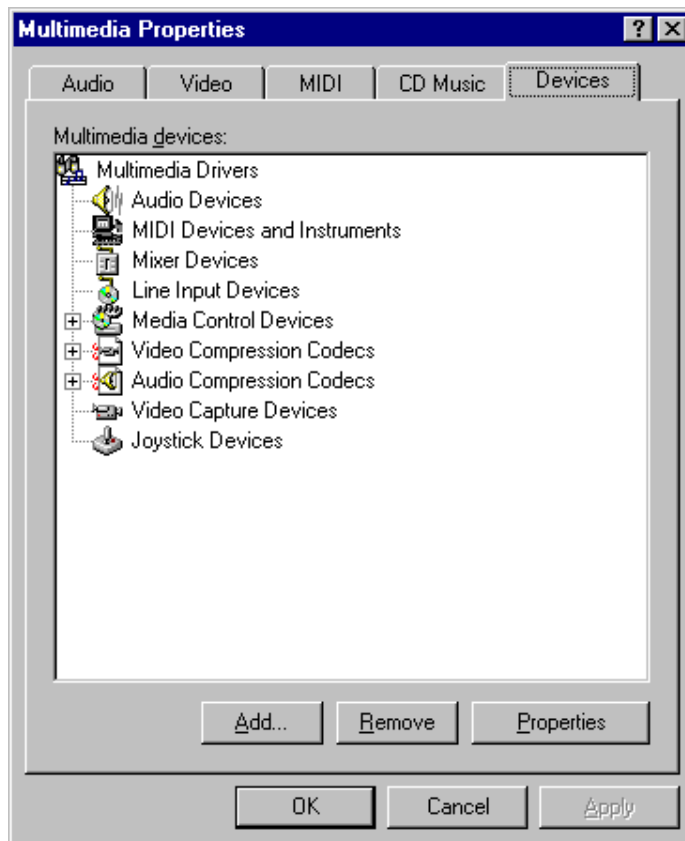 Multimedia Properties
Audio Video MIDI CD Music Devices
Multimedia devices:
Multimedia Drivers
Audio Devices
MIDI Devices and Instruments
Mixer Devices
Line Input Devices
Media Control Devices
Video Compression Codecs
Audio Compression Codecs
Video Capture Devices
Joystick Devices
Add... Remove Properties
OK Cancel Apply